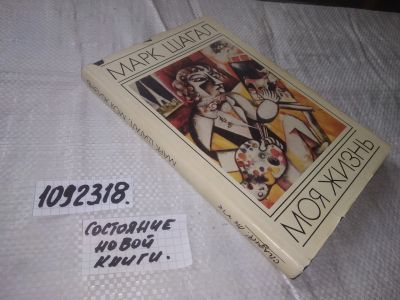 МАРК ШАГАЛ
МОЯ ЖИЗНЬ
МАРК ШАГАЛ
1092318.
СОСТОЯНИЕ
НОВОЙ
КНИГИ.